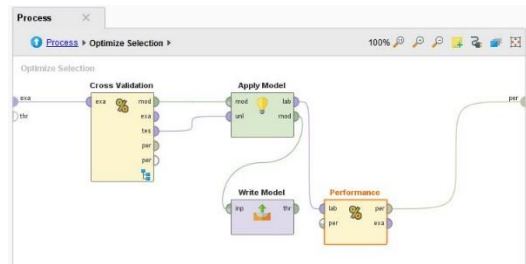 Process
Process ▸ Optimize Selection ▸
100%
Optimize Selection
Cross Validation
Apply Model
exa
thr
exa
mod
exa
tes
per
per
mod
lab
unl
mod
per
Write Model
Performance
inp
thr
lab
per
per
exa